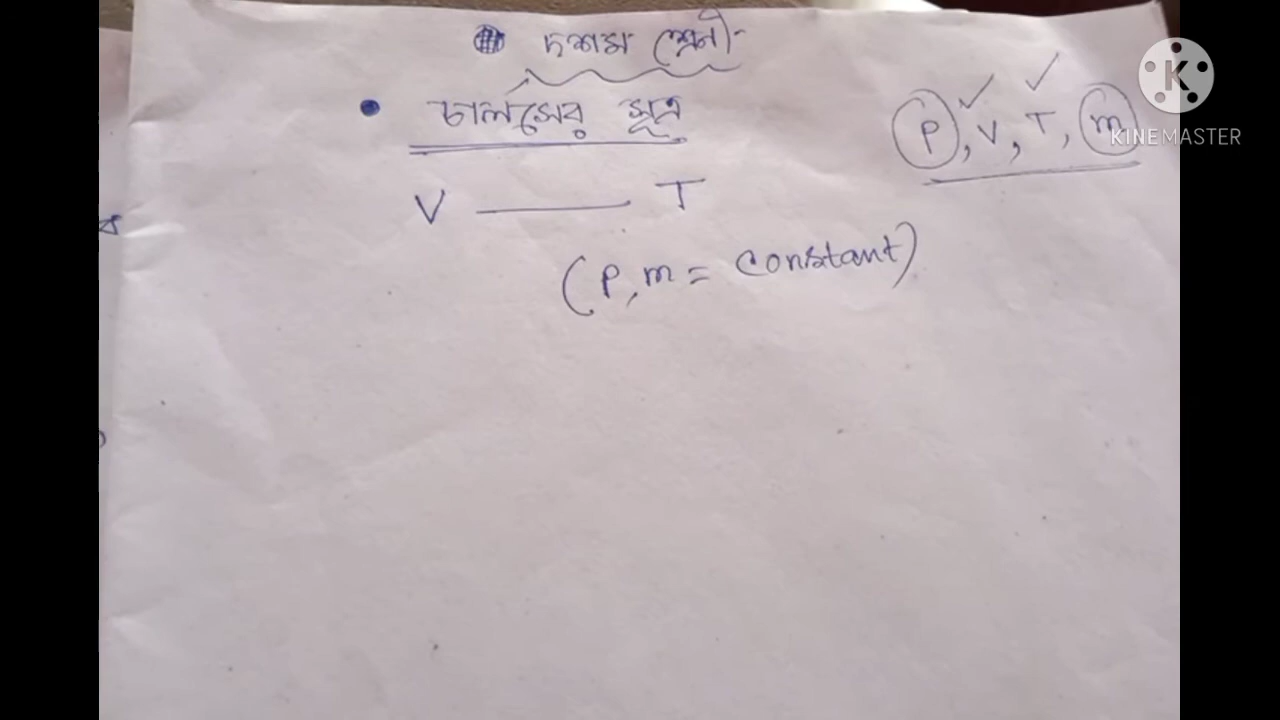 দশম শ্রেণী-
চার্লসের সূত্র
P, V, T, m
V —— T
(P, m = constant)
K
KINEMASTER